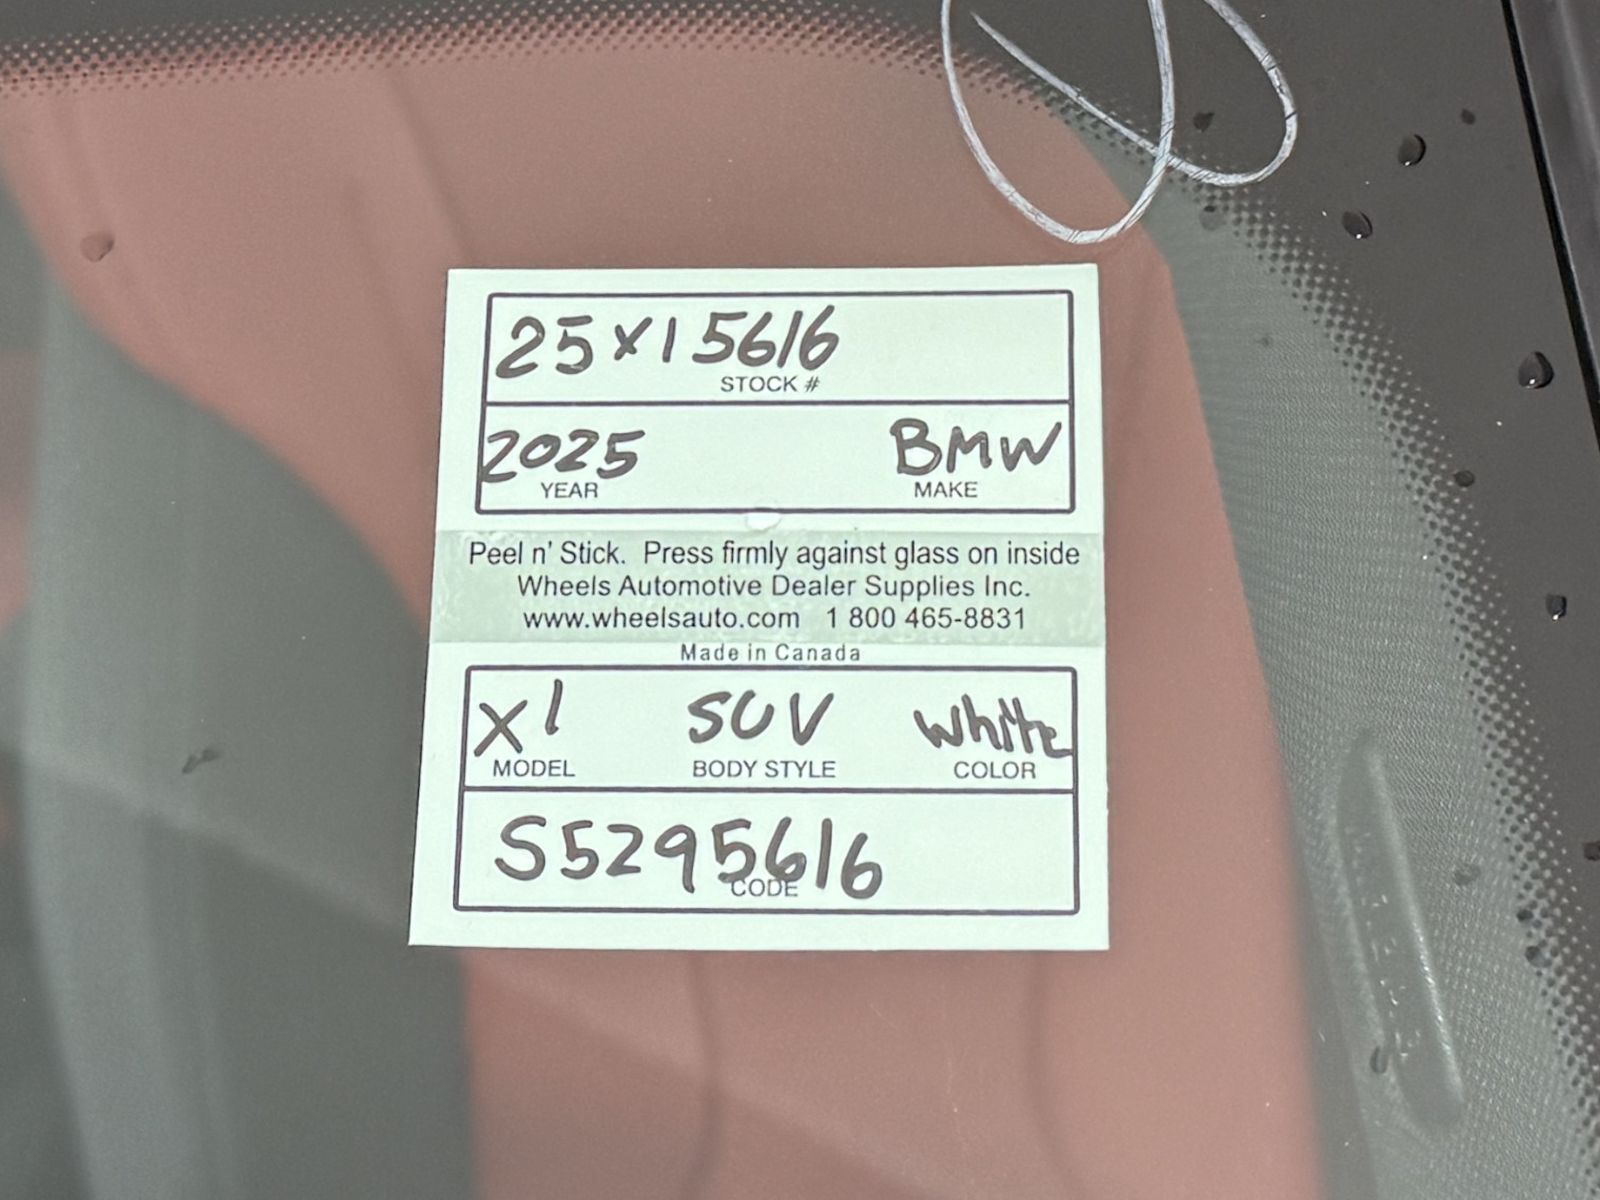 25X15616
STOCK #
2025 BMW
YEAR MAKE
Peel n' Stick. Press firmly against glass on inside
Wheels Automotive Dealer Supplies Inc.
www.wheelsauto.com 1 800 465-8831
Made in Canada
X1 SUV White
MODEL BODY STYLE COLOR
S5295616
CODE